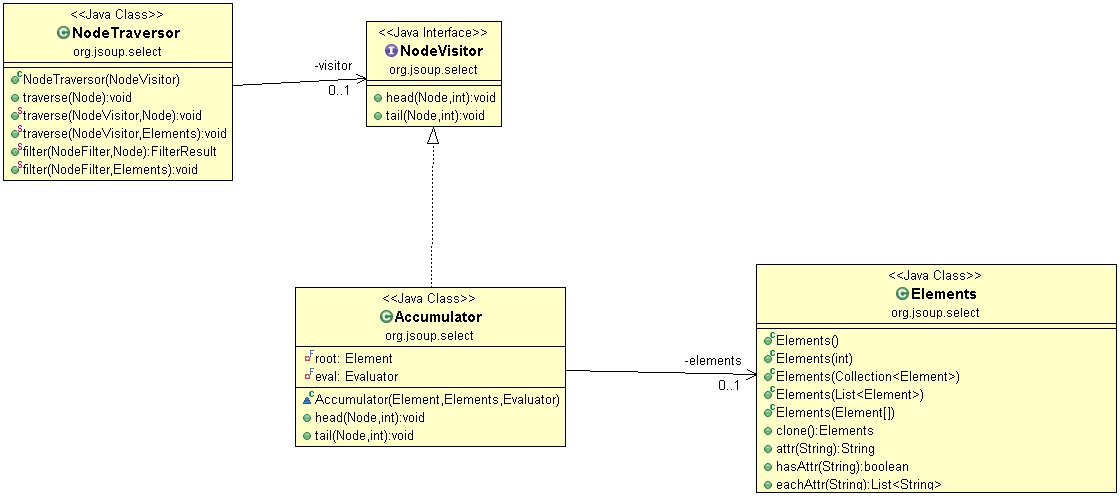 <<Java Class>>
NodeTraversor
org.jsoup.select
NodeTraversor(NodeVisitor)
traverse(Node):void
traverse(NodeVisitor,Node):void
traverse(NodeVisitor,Elements):void
filter(NodeFilter,Node):FilterResult
filter(NodeFilter,Elements):void
-visitor
0..1
<<Java Interface>>
NodeVisitor
org.jsoup.select
head(Node,int):void
tail(Node,int):void
<<Java Class>>
Accumulator
org.jsoup.select
root: Element
eval: Evaluator
Accumulator(Element,Elements,Evaluator)
head(Node,int):void
tail(Node,int):void
-elements
0..1
<<Java Class>>
Elements
org.jsoup.select
Elements()
Elements(int)
Elements(Collection<Element>)
Elements(List<Element>)
Elements(Element[])
clone():Elements
attr(String):String
hasAttr(String):boolean
eachAttr(String):List<String>